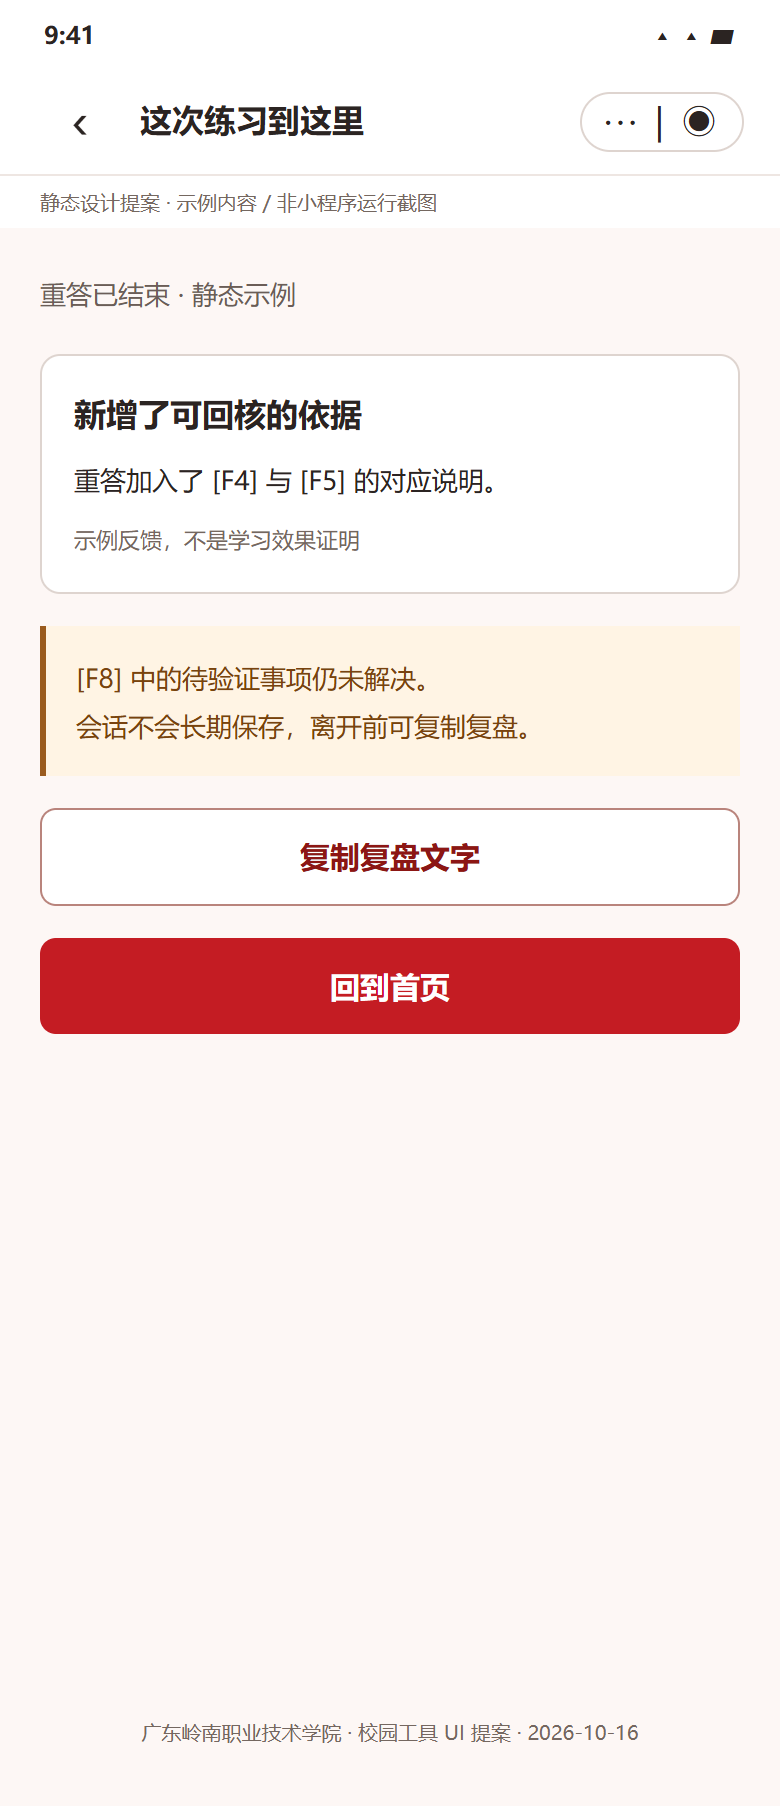 9:41
这次练习到这里
静态设计提案 · 示例内容 / 非小程序运行截图
重答已结束 · 静态示例
新增了可回核的依据
重答加入了 [F4] 与 [F5] 的对应说明。
示例反馈，不是学习效果证明
[F8] 中的待验证事项仍未解决。
会话不会长期保存，离开前可复制复盘。
复制复盘文字
回到首页
广东岭南职业技术学院 · 校园工具 UI 提案 · 2026-10-16